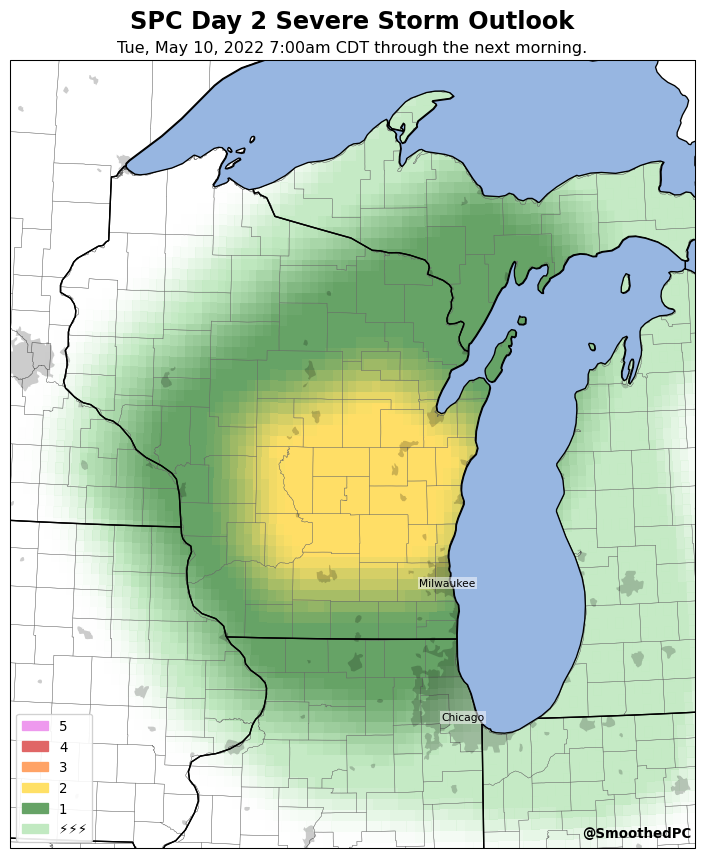 SPC Day 2 Severe Storm Outlook
Tue, May 10, 2022 7:00am CDT through the next morning.
Milwaukee
Chicago
5
4
3
2
1
⚡⚡⚡
@SmoothedPC